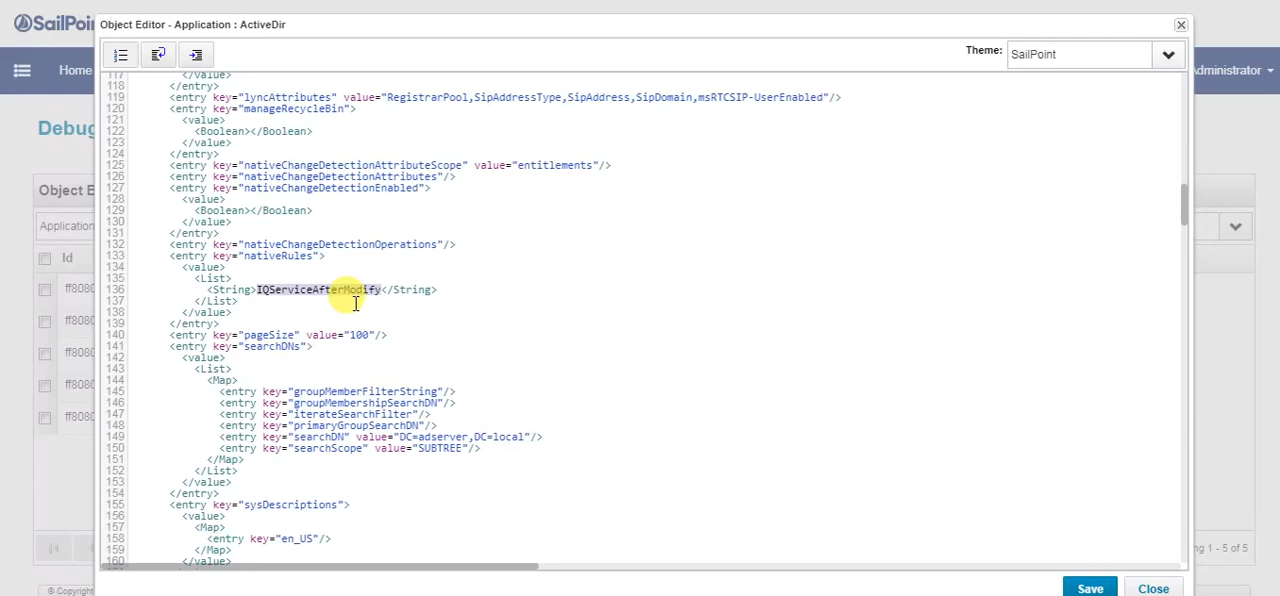 SailPoi
Object Editor - Application : ActiveDir
Theme:
SailPoint
Home
Administrator
Debug
Object E
Application
Id
ff8080
ff8080
ff8080
ff8080
ff8080
117 </value>
118 </entry>
119 <entry key="lyncAttributes" value="RegistrarPool,SipAddressType,SipAddress,SipDomain,msRTCSIP-UserEnabled"/>
120 <entry key="manageRecycleBin">
121 <value>
122 <Boolean></Boolean>
123 </value>
124 </entry>
125 <entry key="nativeChangeDetectionAttributeScope" value="entitlements"/>
126 <entry key="nativeChangeDetectionAttributes"/>
127 <entry key="nativeChangeDetectionEnabled">
128 <value>
129 <Boolean></Boolean>
130 </value>
131 </entry>
132 <entry key="nativeChangeDetectionOperations"/>
133 <entry key="nativeRules">
134 <value>
135 <List>
136 <String>IQServiceAfterModify</String>
137 </List>
138 </value>
139 </entry>
140 <entry key="pageSize" value="100"/>
141 <entry key="searchDNs">
142 <value>
143 <List>
144 <Map>
145 <entry key="groupMemberFilterString"/>
146 <entry key="groupMembershipSearchDN"/>
147 <entry key="iterateSearchFilter"/>
148 <entry key="primaryGroupSearchDN"/>
149 <entry key="searchDN" value="DC=adserver,DC=local"/>
150 <entry key="searchScope" value="SUBTREE"/>
151 </Map>
152 </List>
153 </value>
154 </entry>
155 <entry key="sysDescriptions">
156 <value>
157 <Map>
158 <entry key="en_US"/>
159 </Map>
160 </value>
ng 1 - 5 of 5
© Copyright
Save
Close